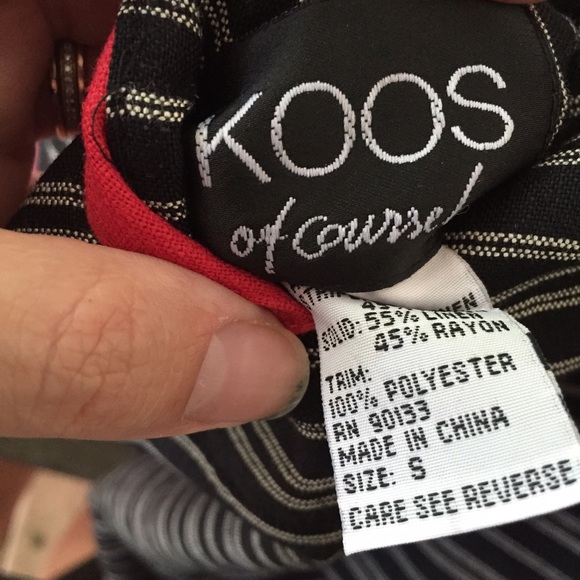 KOOS
of Course!
SOLID: 55% LINEN
45% RAYON
TRIM:
100% POLYESTER
RN 90133
MADE IN CHINA
SIZE: S
CARE SEE REVERSE